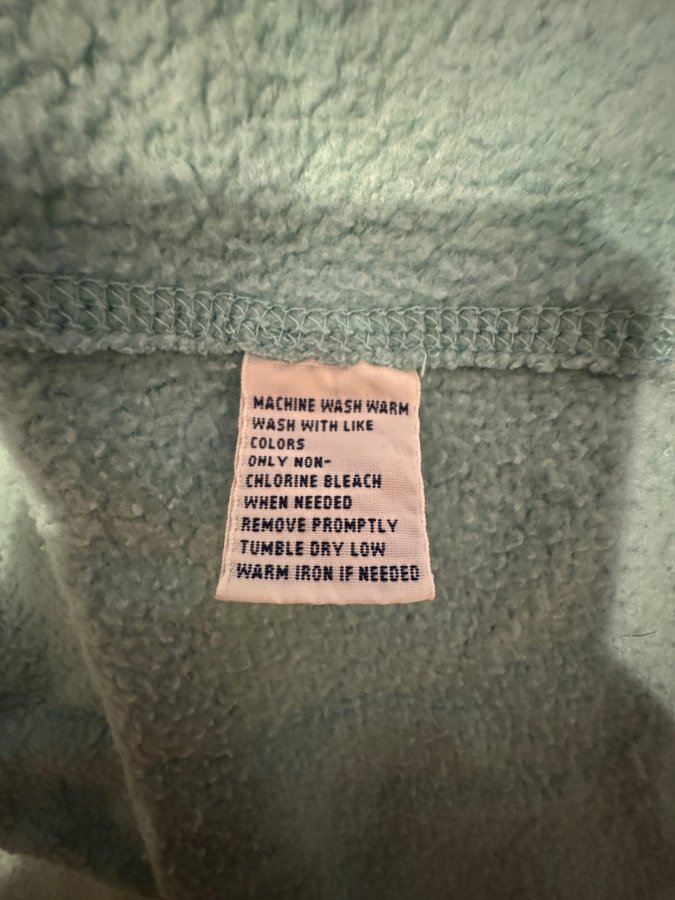 MACHINE WASH WARM
WASH WITH LIKE
COLORS
ONLY NON-
CHLORINE BLEACH
WHEN NEEDED
REMOVE PROMPTLY
TUMBLE DRY LOW
WARM IRON IF NEEDED